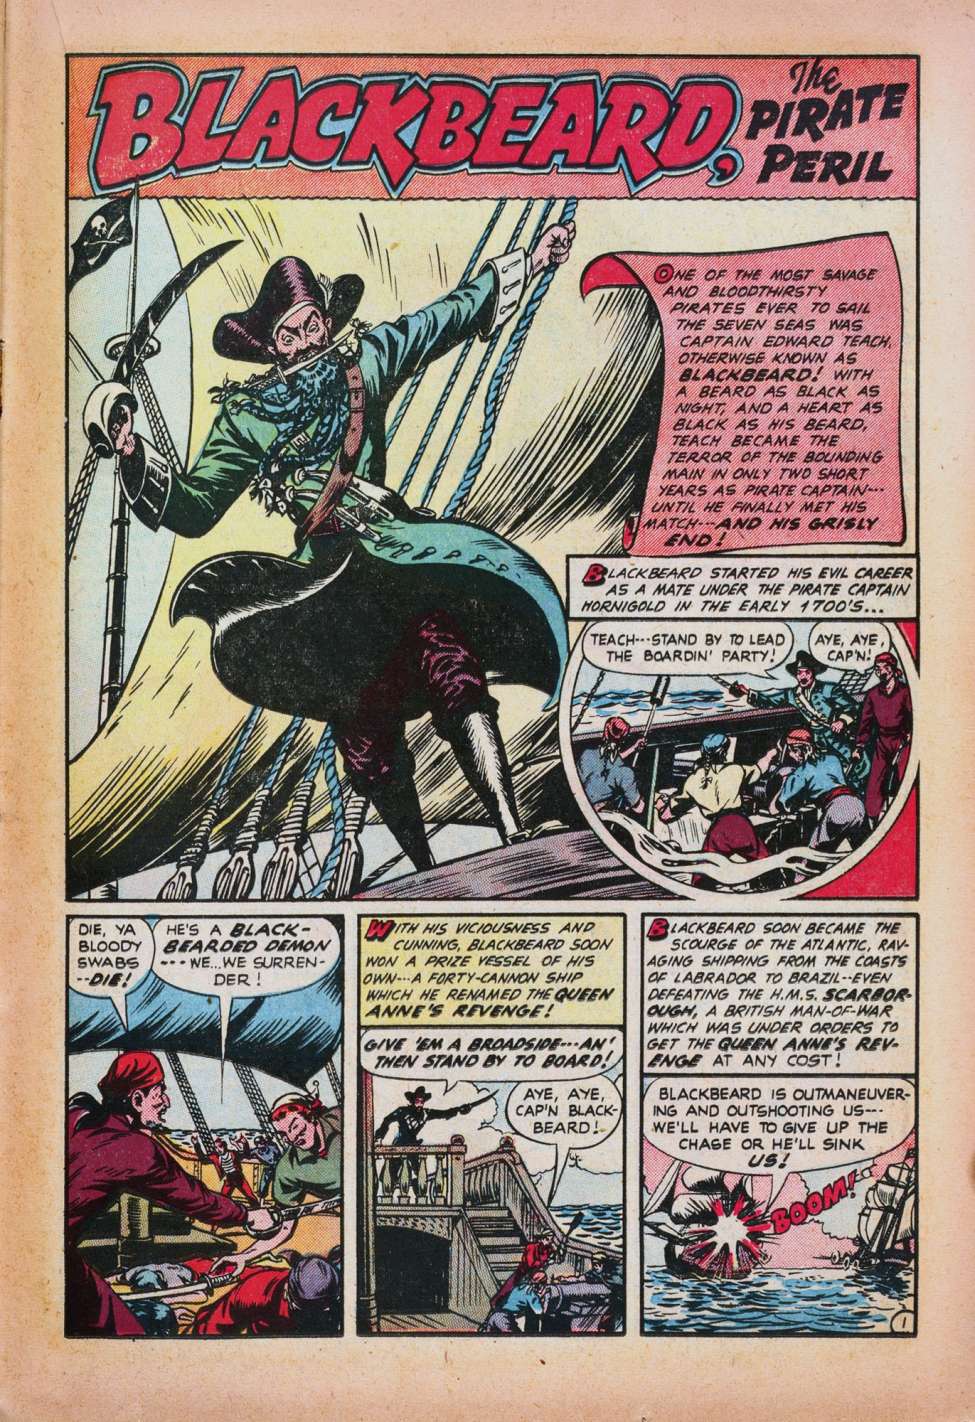 BLACKBEARD,
The
PIRATE
PERIL
ONE OF THE MOST SAVAGE
AND BLOODTHIRSTY
PIRATES EVER TO SAIL
THE SEVEN SEAS WAS
CAPTAIN EDWARD TEACH,
OTHERWISE KNOWN AS
BLACKBEARD! WITH
A BEARD AS BLACK AS
NIGHT, AND A HEART AS
BLACK AS HIS BEARD,
TEACH BECAME THE
TERROR OF THE BOUNDING
MAIN IN ONLY TWO SHORT
YEARS AS PIRATE CAPTAIN---
UNTIL HE FINALLY MET HIS
MATCH---AND HIS GRISLY
END!
BLACKBEARD STARTED HIS EVIL CAREER
AS A MATE UNDER THE PIRATE CAPTAIN
HORNIGOLD IN THE EARLY 1700'S...
TEACH---STAND BY TO LEAD
THE BOARDIN' PARTY!
AYE, AYE,
CAP'N!
DIE, YA
BLOODY
SWABS
--DIE!
HE'S A BLACK-
BEARDED DEMON
---WE...WE SURREN-
DER!
WITH HIS VICIOUSNESS AND
CUNNING, BLACKBEARD SOON
WON A PRIZE VESSEL OF HIS
OWN---A FORTY-CANNON SHIP
WHICH HE RENAMED THE QUEEN
ANNE'S REVENGE!
GIVE 'EM A BROADSIDE---AN'
THEN STAND BY TO BOARD!
AYE, AYE,
CAP'N BLACK-
BEARD!
BLACKBEARD SOON BECAME THE
SCOURGE OF THE ATLANTIC, RAV-
AGING SHIPPING FROM THE COASTS
OF LABRADOR TO BRAZIL--EVEN
DEFEATING THE H.M.S. SCARBOR-
OUGH, A BRITISH MAN-OF-WAR
WHICH WAS UNDER ORDERS TO
GET THE QUEEN ANNE'S REV-
ENGE AT ANY COST!
BLACKBEARD IS OUTMANEUVER-
ING AND OUTSHOOTING US---
WE'LL HAVE TO GIVE UP THE
CHASE OR HE'LL SINK
US!
BOOM!
1